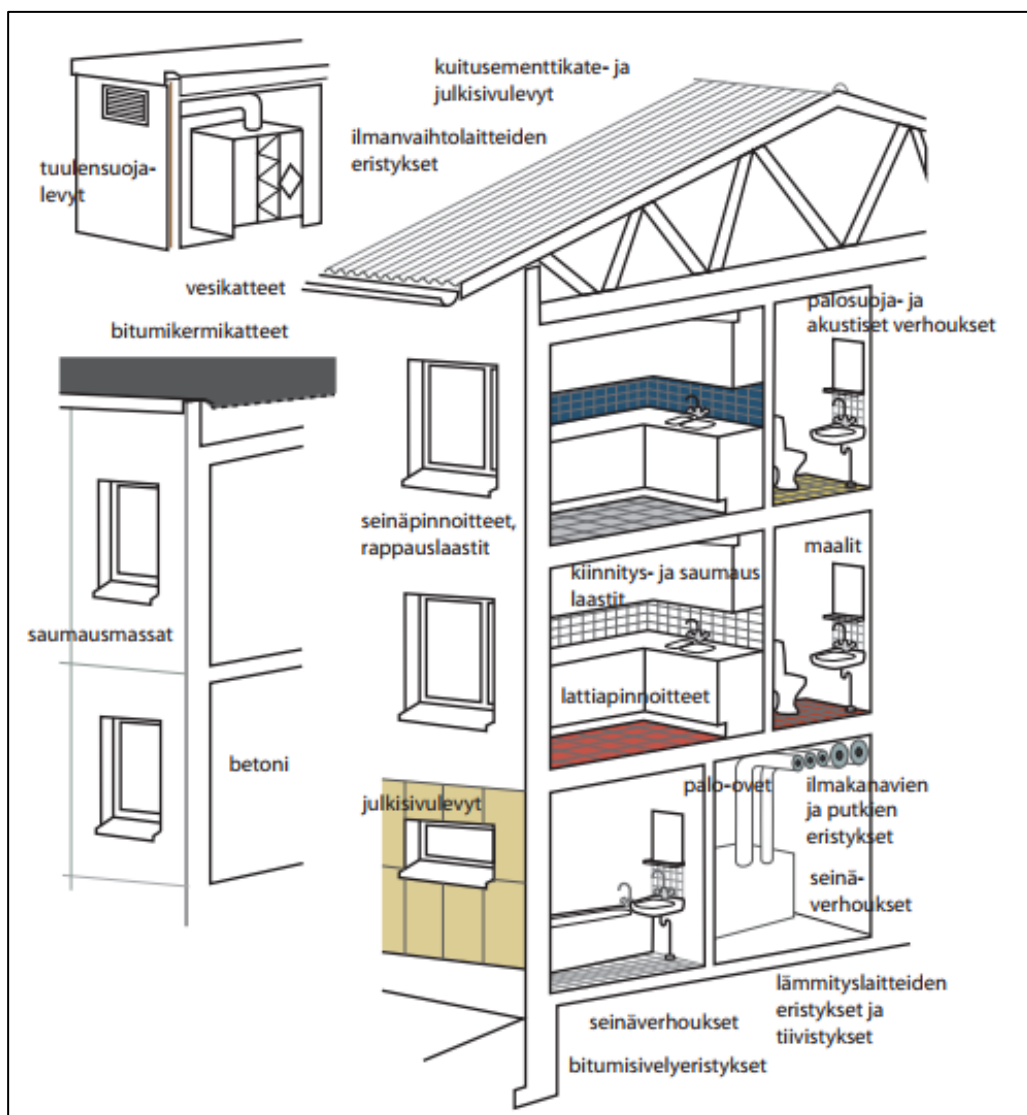 kuitusementtikate- ja
julkisivulevyt
ilmanvaihtolaitteiden
eristykset
tuulensuoja-
levyt
vesikatteet
bitumikermikatteet
palosuoja- ja
akustiset verhoukset
seinäpinnoitteet,
rappauslaastit
maalit
kiinnitys- ja saumaus
laastit
saumausmassat
lattiapinnoitteet
betoni
julkisivulevyt
palo-ovet
ilmakanavien
ja putkien
eristykset
seinä-
verhoukset
lämmityslaitteiden
eristykset ja
tiivistykset
seinäverhoukset
bitumisivelyeristykset